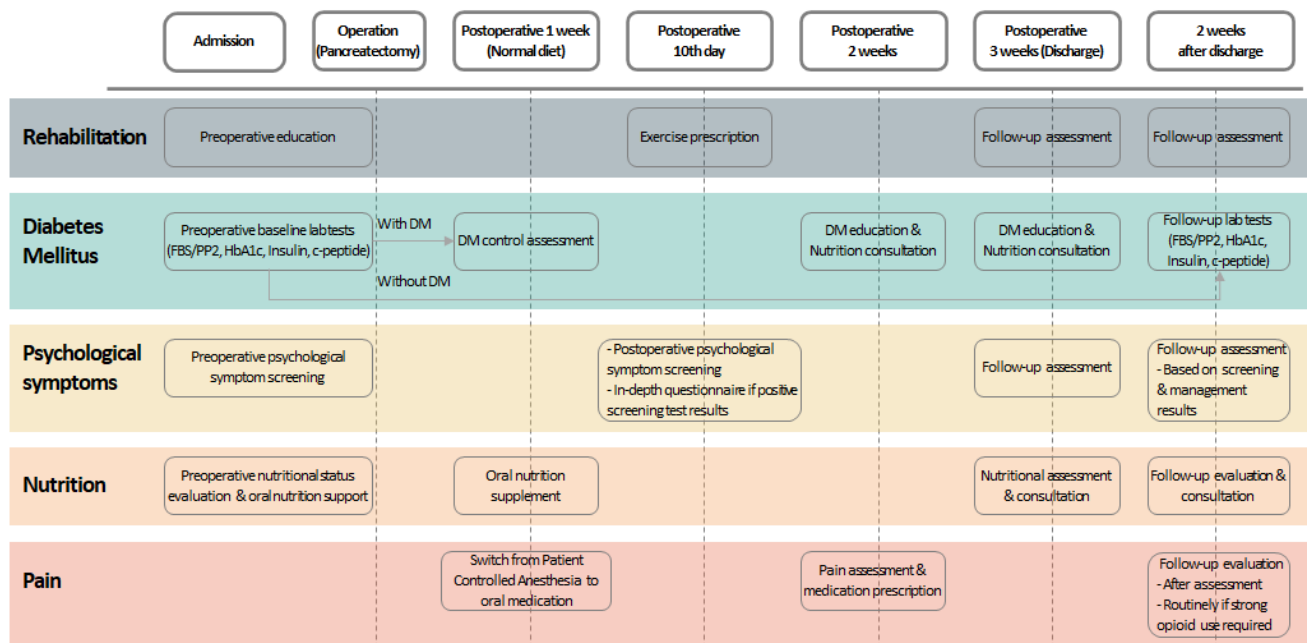 Admission
Operation
(Pancreatectomy)
Postoperative 1 week
(Normal diet)
Postoperative
10th day
Postoperative
2 weeks
Postoperative
3 weeks (Discharge)
2 weeks
after discharge
Rehabilitation
Preoperative education
Exercise prescription
Follow-up assessment
Follow-up assessment
Diabetes
Mellitus
Preoperative baseline lab tests
(FBS/PP2, HbA1c, Insulin, c-peptide)
With DM
Without DM
DM control assessment
DM education &
Nutrition consultation
DM education &
Nutrition consultation
Follow-up lab tests
(FBS/PP2, HbA1c,
Insulin, c-peptide)
Psychological
symptoms
Preoperative psychological
symptom screening
- Postoperative psychological
symptom screening
- In-depth questionnaire if positive
screening test results
Follow-up assessment
Follow-up assessment
- Based on screening
& management
results
Nutrition
Preoperative nutritional status
evaluation & oral nutrition support
Oral nutrition
supplement
Nutritional assessment
& consultation
Follow-up evaluation &
consultation
Pain
Switch from Patient
Controlled Anesthesia to
oral medication
Pain assessment &
medication prescription
Follow-up evaluation
- After assessment
- Routinely if strong
opioid use required